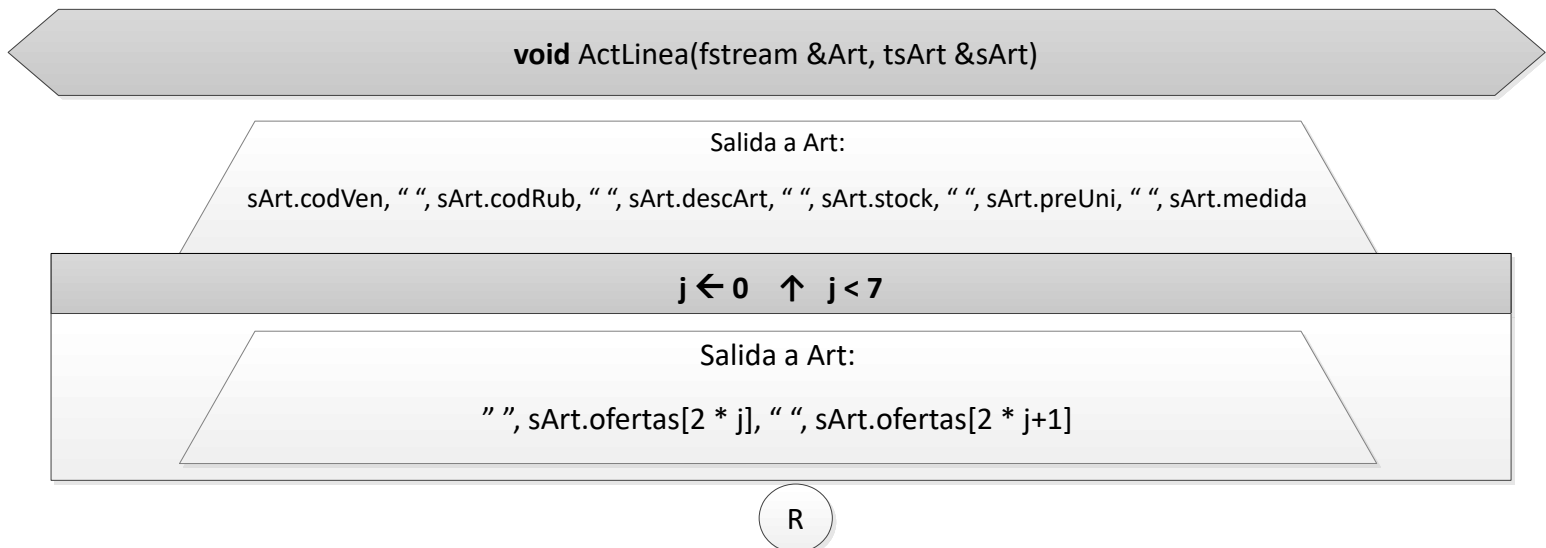 void ActLinea(fstream &Art, tsArt &sArt)
Salida a Art:
sArt.codVen, “ “, sArt.codRub, “ “, sArt.descArt, “ “, sArt.stock, “ “, sArt.preUni, “ “, sArt.medida
j ← 0 ↑ j < 7
Salida a Art:
” ”, sArt.ofertas[2 * j], “ “, sArt.ofertas[2 * j+1]
R